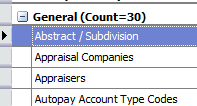 General (Count=30)
Abstract / Subdivision
Appraisal Companies
Appraisers
Autopay Account Type Codes